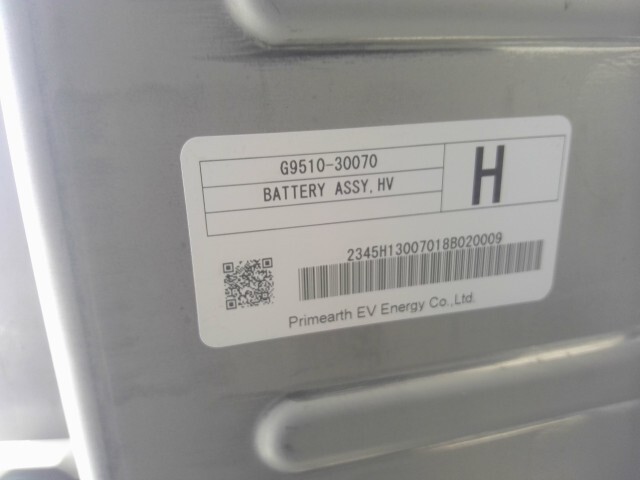 G9510-30070
BATTERY ASSY,HV
H
2345H13007018B020009
Primearth EV Energy Co.,Ltd.